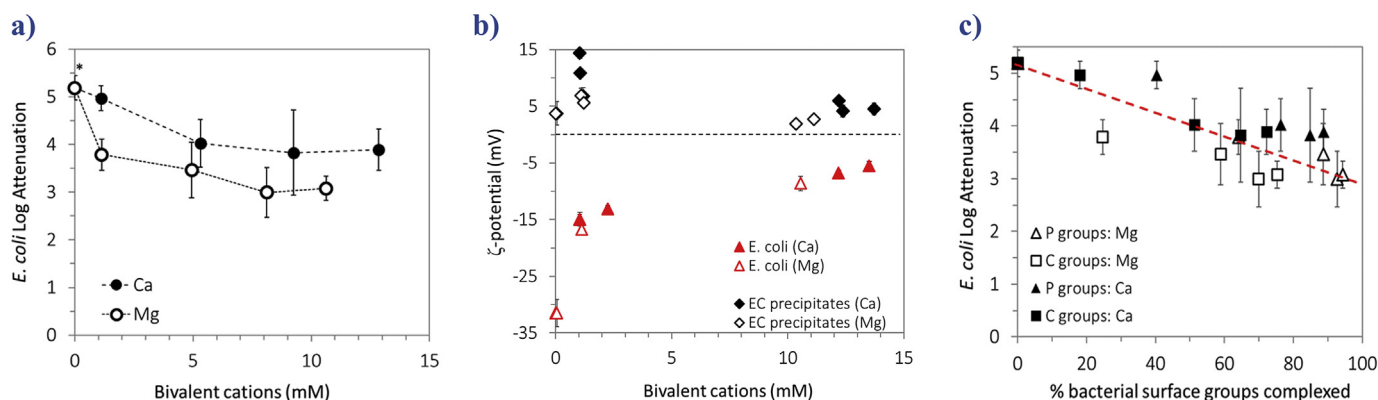 a)
6
5
4
3
2
1
0
*
E. coli Log Attenuation
Ca
Mg
0
5
10
15
Bivalent cations (mM)
b)
15
5
-5
-15
-25
-35
ζ-potential (mV)
E. coli (Ca)
E. coli (Mg)
EC precipitates (Ca)
EC precipitates (Mg)
0
5
10
15
Bivalent cations (mM)
c)
5
4
3
2
1
0
E. coli Log Attenuation
P groups: Mg
C groups: Mg
P groups: Ca
C groups: Ca
0
20
40
60
80
100
% bacterial surface groups complexed